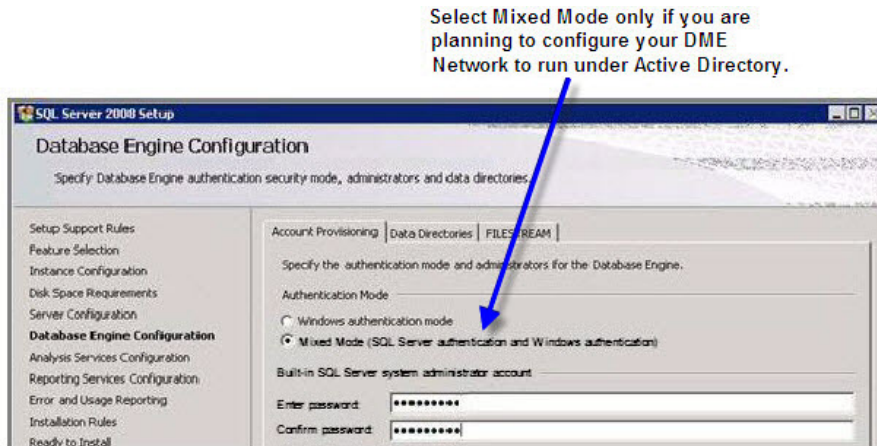 Select Mixed Mode only if you are
planning to configure your DME
Network to run under Active Directory.
SQL Server 2008 Setup
Database Engine Configuration
Specify Database Engine authentication security mode, administrators and data directories.
Setup Support Rules
Feature Selection
Instance Configuration
Disk Space Requirements
Server Configuration
Database Engine Configuration
Analysis Services Configuration
Reporting Services Configuration
Error and Usage Reporting
Installation Rules
Ready to Install
Account Provisioning Data Directories FILESTREAM
Specify the authentication mode and administrators for the Database Engine.
Authentication Mode
Windows authentication mode
Mixed Mode (SQL Server authentication and Windows authentication)
Built-in SQL Server system administrator account
Enter password:
Confirm password: